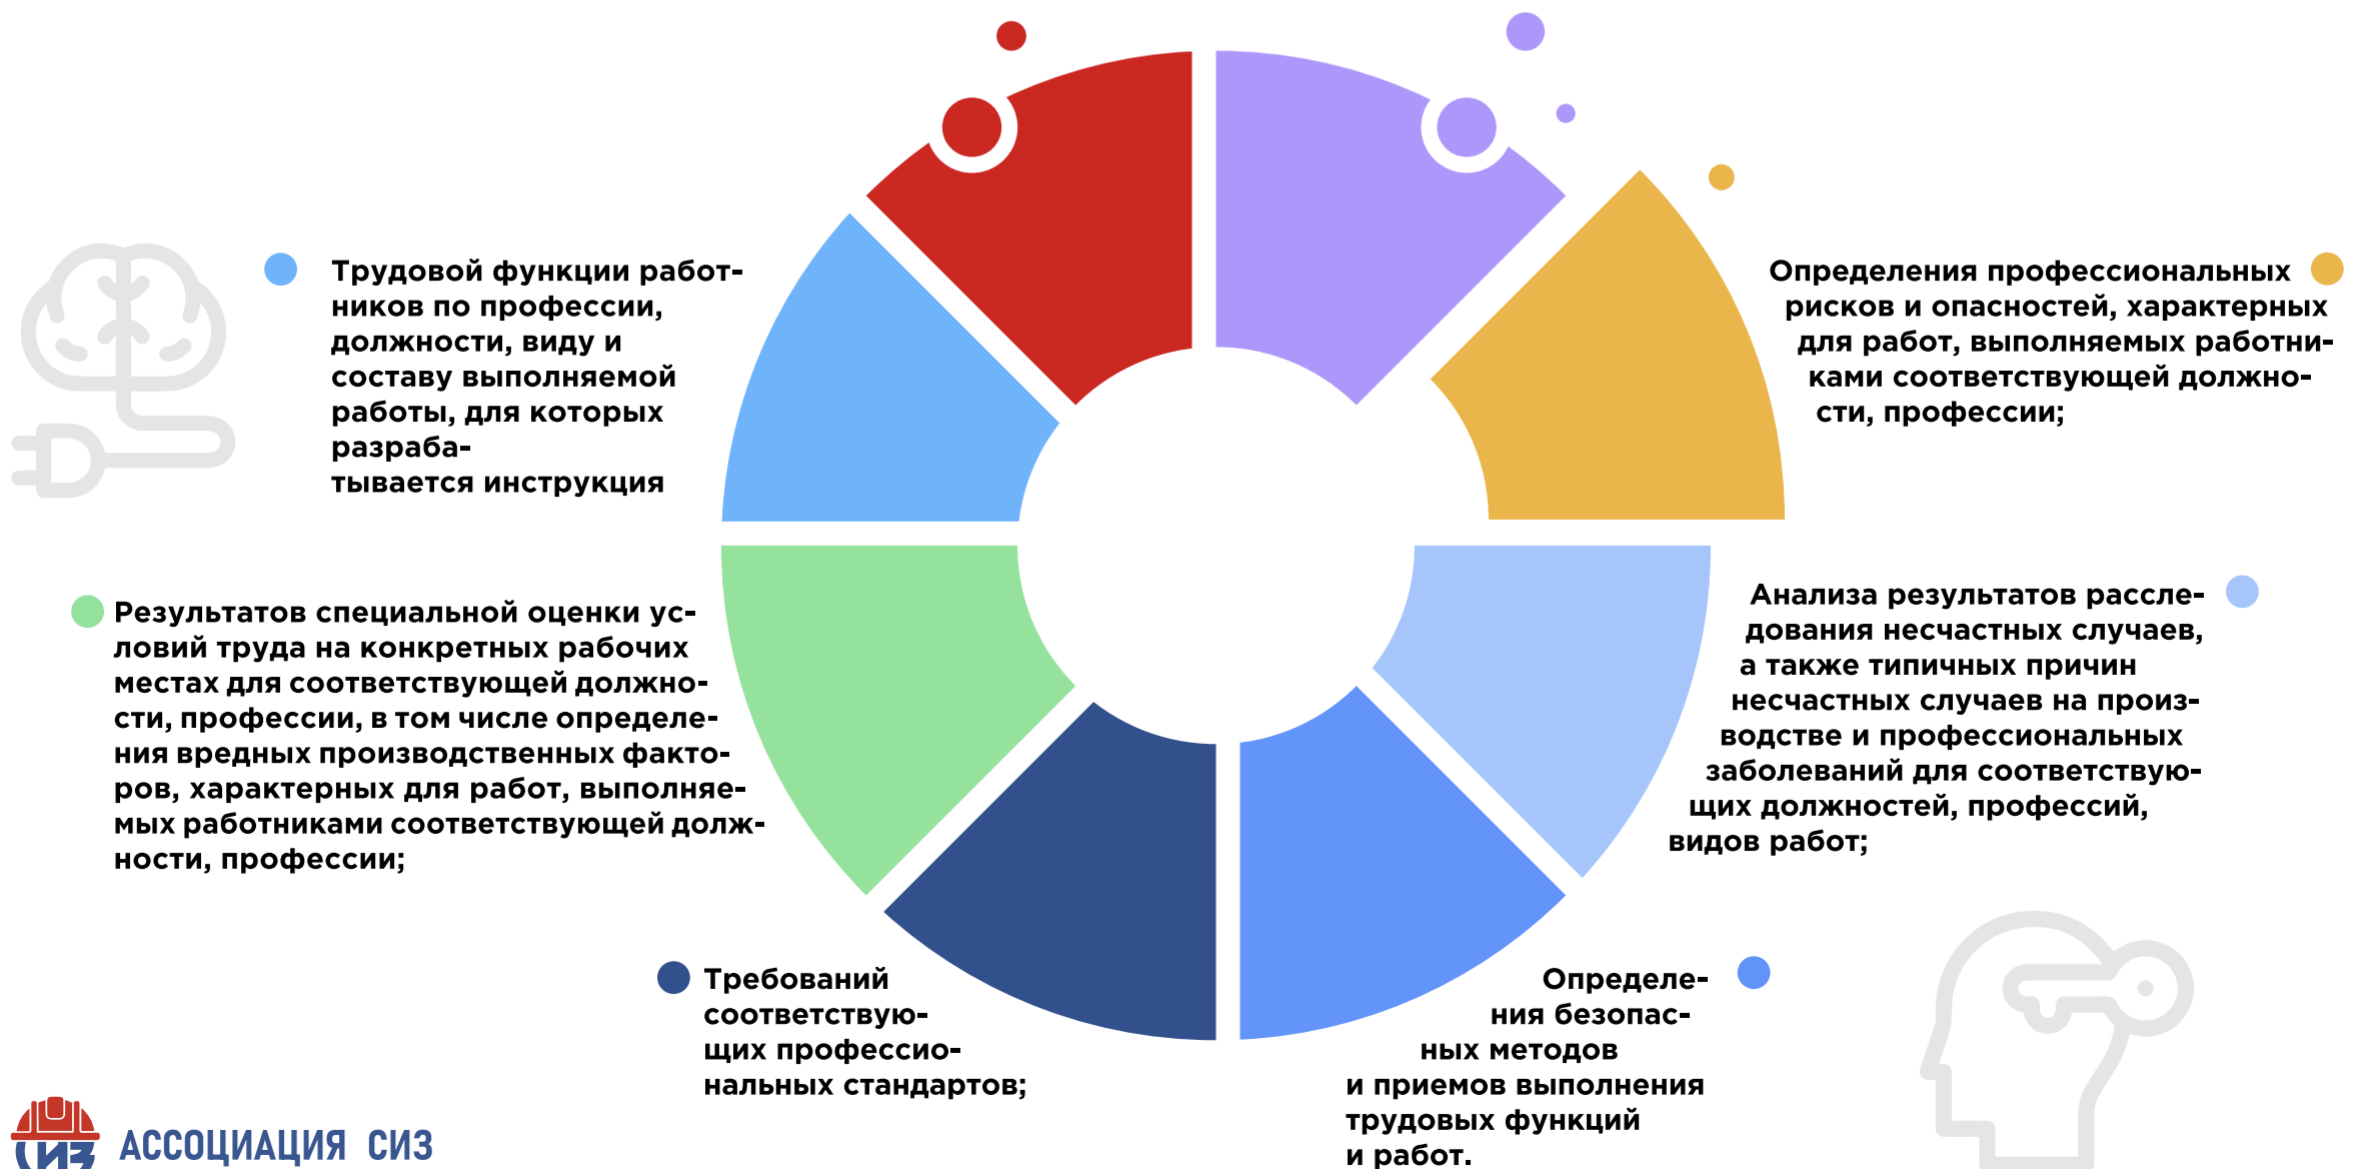 Трудовой функции работ-
ников по профессии,
должности, виду и
составу выполняемой
работы, для которых
разраба-
тывается инструкция
Определения профессиональных
рисков и опасностей, характерных
для работ, выполняемых работни-
ками соответствующей должно-
сти, профессии;
Результатов специальной оценки ус-
ловий труда на конкретных рабочих
местах для соответствующей должно-
сти, профессии, в том числе определе-
ния вредных производственных факто-
ров, характерных для работ, выполняе-
мых работниками соответствующей долж-
ности, профессии;
Анализа результатов рассле-
дования несчастных случаев,
а также типичных причин
несчастных случаев на произ-
водстве и профессиональных
заболеваний для соответствую-
щих должностей, профессий,
видов работ;
Требований
соответствую-
щих профессио-
нальных стандартов;
Определе-
ния безопас-
ных методов
и приемов выполнения
трудовых функций
и работ.
СИЗ
АССОЦИАЦИЯ СИЗ